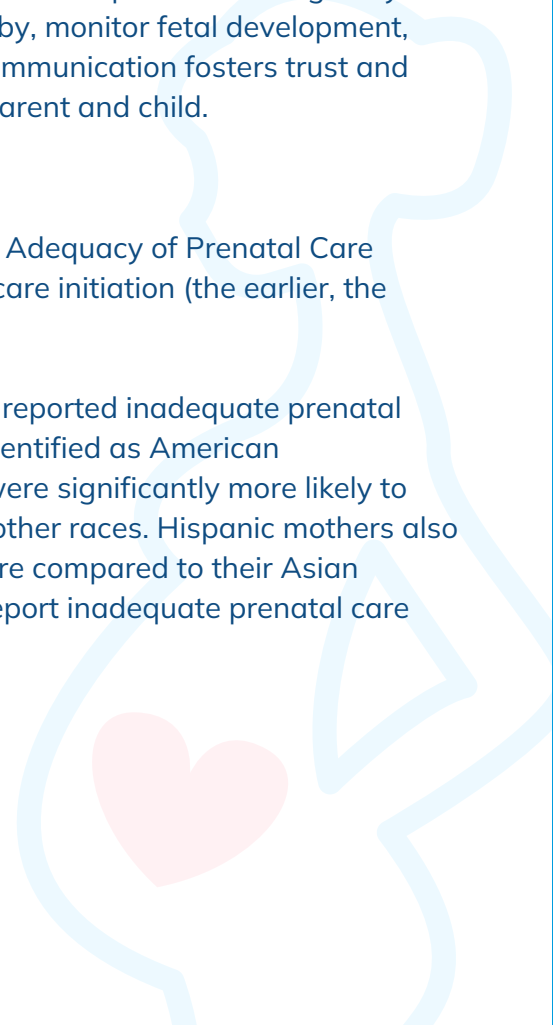 by, monitor fetal development,
mmunication fosters trust and
arent and child.
Adequacy of Prenatal Care
care initiation (the earlier, the
reported inadequate prenatal
entified as American
were significantly more likely to
other races. Hispanic mothers also
re compared to their Asian
eport inadequate prenatal care